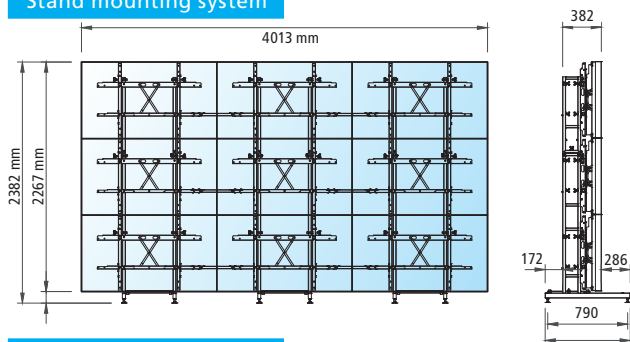 Stand mounting system
4013 mm
382
2382 mm
2267 mm
172
286
790